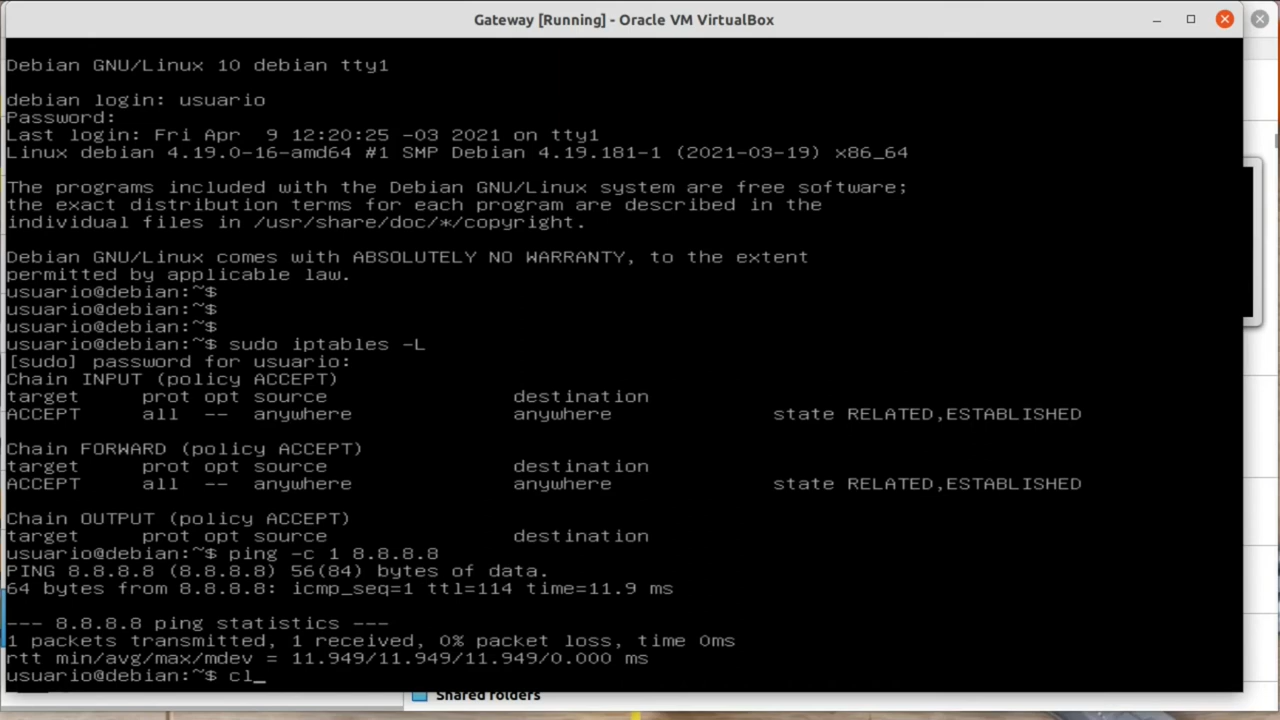 Gateway [Running] - Oracle VM VirtualBox
Debian GNU/Linux 10 debian tty1
debian login: usuario
Password:
Last login: Fri Apr  9 12:20:25 -03 2021 on tty1
Linux debian 4.19.0-16-amd64 #1 SMP Debian 4.19.181-1 (2021-03-19) x86_64
The programs included with the Debian GNU/Linux system are free software;
the exact distribution terms for each program are described in the
individual files in /usr/share/doc/*/copyright.
Debian GNU/Linux comes with ABSOLUTELY NO WARRANTY, to the extent
permitted by applicable law.
usuario@debian:~$
usuario@debian:~$
usuario@debian:~$
usuario@debian:~$ sudo iptables -L
[sudo] password for usuario:
Chain INPUT (policy ACCEPT)
target     prot opt source               destination
ACCEPT     all  --  anywhere             anywhere             state RELATED,ESTABLISHED
Chain FORWARD (policy ACCEPT)
target     prot opt source               destination
ACCEPT     all  --  anywhere             anywhere             state RELATED,ESTABLISHED
Chain OUTPUT (policy ACCEPT)
target     prot opt source               destination
usuario@debian:~$ ping -c 1 8.8.8.8
PING 8.8.8.8 (8.8.8.8) 56(84) bytes of data.
64 bytes from 8.8.8.8: icmp_seq=1 ttl=114 time=11.9 ms
--- 8.8.8.8 ping statistics ---
1 packets transmitted, 1 received, 0% packet loss, time 0ms
rtt min/avg/max/mdev = 11.949/11.949/11.949/0.000 ms
usuario@debian:~$ cl_
Shared folders